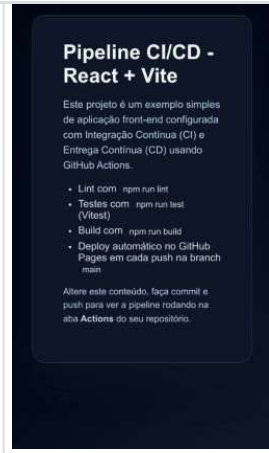 Pipeline CI/CD -
React + Vite
Este projeto é um exemplo simples
de aplicação front-end configurada
com Integração Contínua (CI) e
Entrega Contínua (CD) usando
GitHub Actions.
• Lint com npm run lint
• Testes com npm run test
(Vitest)
• Build com npm run build
• Deploy automático no GitHub
Pages em cada push na branch
main
Altere este conteúdo, faça commit e
push para ver a pipeline rodando na
aba Actions do seu repositório.